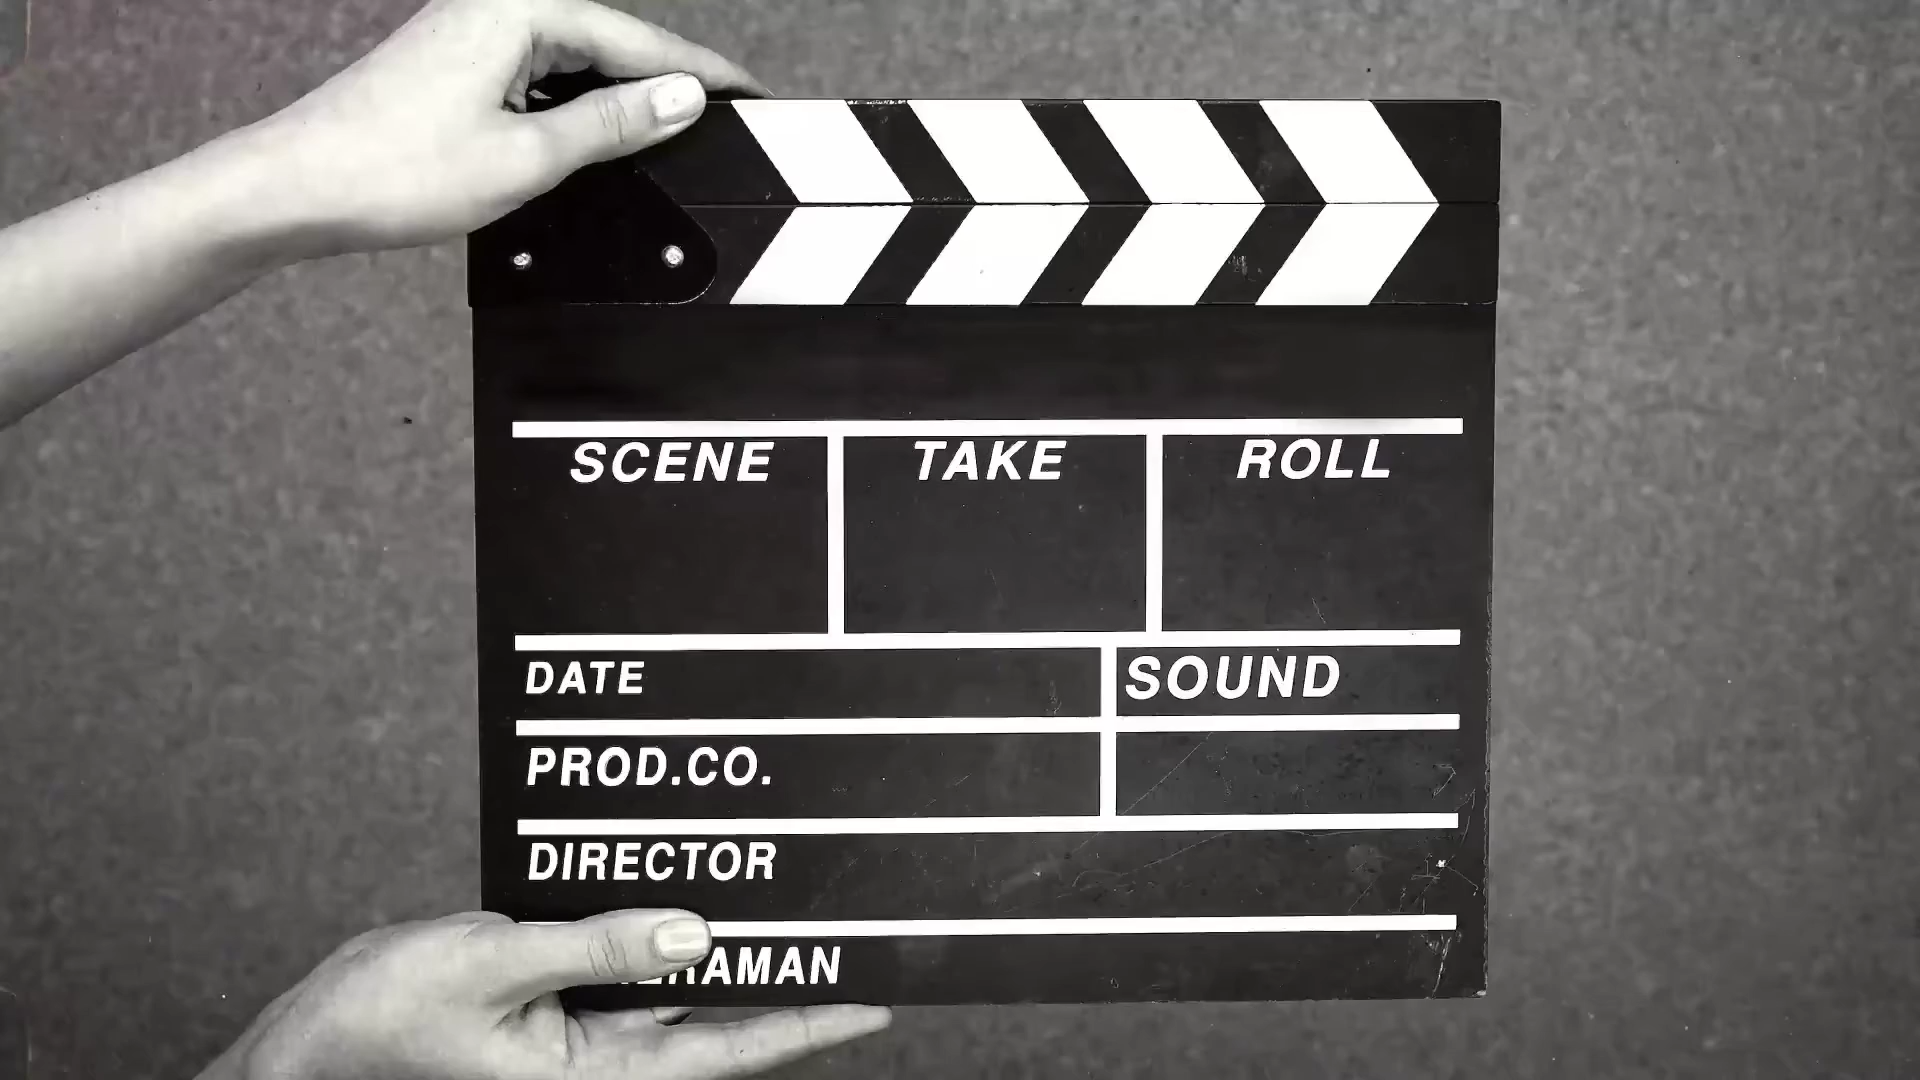 SCENE TAKE ROLL
DATE SOUND
PROD.CO.
DIRECTOR